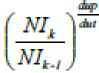 (NI_k / NI_{k-1})^{dup/dut}